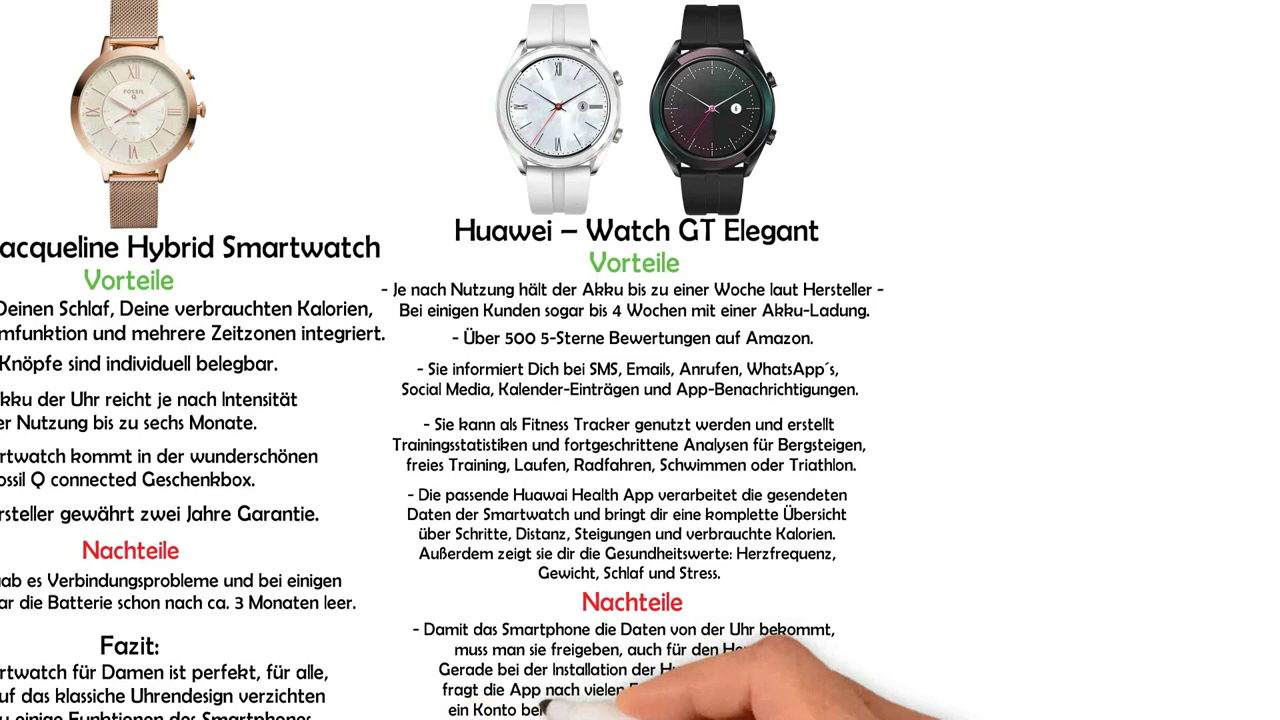 FOSSIL
Q
acqueline Hybrid Smartwatch
Vorteile
Deinen Schlaf, Deine verbrauchten Kalorien,
mfunktion und mehrere Zeitzonen integriert.
Knöpfe sind individuell belegbar.
kku der Uhr reicht je nach Intensität
er Nutzung bis zu sechs Monate.
rtwatch kommt in der wunderschönen
ossil Q connected Geschenkbox.
rsteller gewährt zwei Jahre Garantie.
Nachteile
gab es Verbindungsprobleme und bei einigen
ar die Batterie schon nach ca. 3 Monaten leer.
Fazit:
rtwatch für Damen ist perfekt, für alle,
uf das klassiche Uhrendesign verzichten
u einige Funktionen des Smartphones
Huawei – Watch GT Elegant
Vorteile
- Je nach Nutzung hält der Akku bis zu einer Woche laut Hersteller -
Bei einigen Kunden sogar bis 4 Wochen mit einer Akku-Ladung.
- Über 500 5-Sterne Bewertungen auf Amazon.
- Sie informiert Dich bei SMS, Emails, Anrufen, WhatsApp´s,
Social Media, Kalender-Einträgen und App-Benachrichtigungen.
- Sie kann als Fitness Tracker genutzt werden und erstellt
Trainingsstatistiken und fortgeschrittene Analysen für Bergsteigen,
freies Training, Laufen, Radfahren, Schwimmen oder Triathlon.
- Die passende Huawai Health App verarbeitet die gesendeten
Daten der Smartwatch und bringt dir eine komplette Übersicht
über Schritte, Distanz, Steigungen und verbrauchte Kalorien.
Außerdem zeigt sie dir die Gesundheitswerte: Herzfrequenz,
Gewicht, Schlaf und Stress.
Nachteile
- Damit das Smartphone die Daten von der Uhr bekommt,
muss man sie freigeben, auch für den
Gerade bei der Installation der
fragt die App nach vielen
ein Konto bei